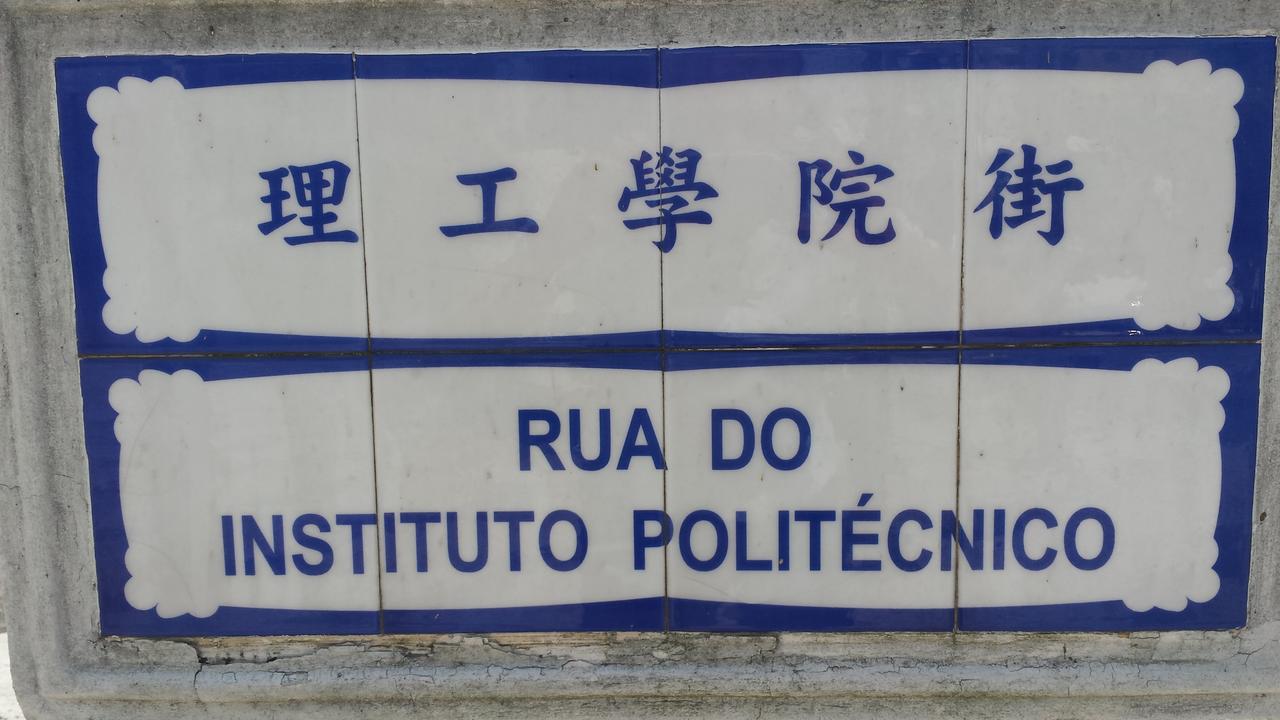 理工學院街
RUA DO
INSTITUTO POLITÉCNICO